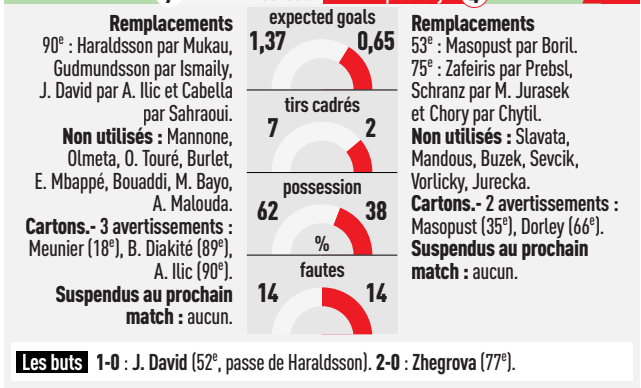 Remplacements
90e : Haraldsson par Mukau,
Gudmundsson par Ismaily,
J. David par A. Ilic et Cabella
par Sahraoui.
Non utilisés : Mannone,
Olmeta, O. Touré, Burlet,
E. Mbappé, Bouaddi, M. Bayo,
A. Malouda.
Cartons.- 3 avertissements :
Meunier (18e), B. Diakité (89e),
A. Ilic (90e).
Suspendus au prochain
match : aucun.
expected goals
1,37 0,65
tirs cadrés
7 2
possession
62 38
%
fautes
14 14
Remplacements
53e : Masopust par Boril.
75e : Zafeiris par Prebsl,
Schranz par M. Jurasek
et Chory par Chytil.
Non utilisés : Slavata,
Mandous, Buzek, Sevcik,
Vorlicky, Jurecka.
Cartons.- 2 avertissements :
Masopust (35e), Dorley (66e).
Suspendus au prochain
match : aucun.
Les buts 1-0 : J. David (52e, passe de Haraldsson). 2-0 : Zhegrova (77e).